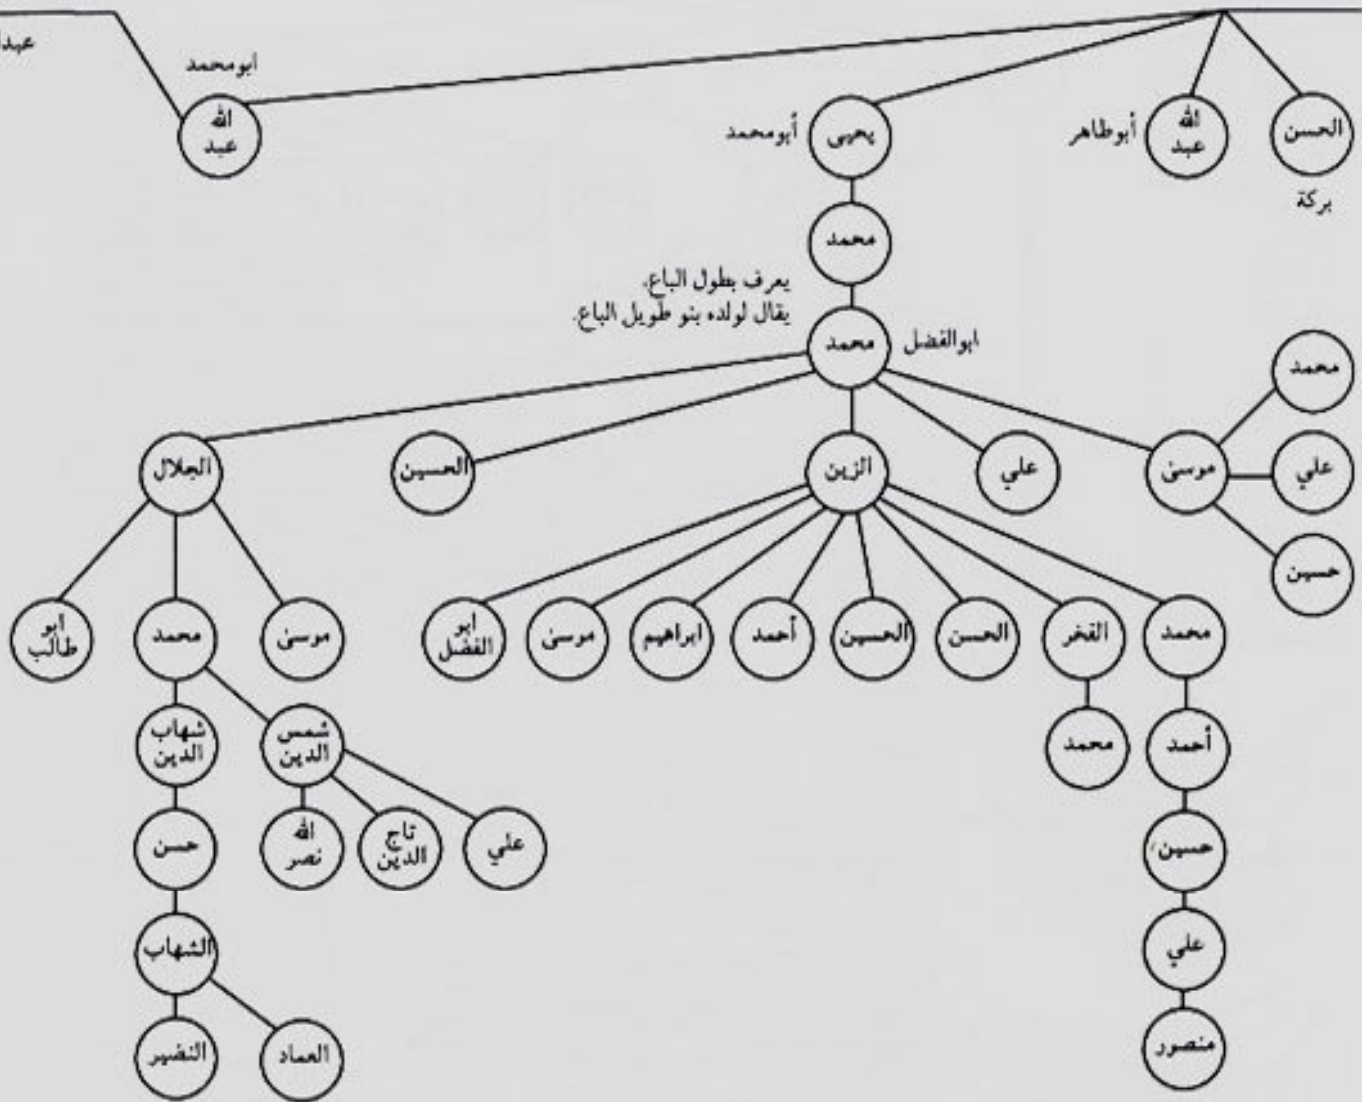 ابومحمد
الله
عبد
أبومحمد
يحيى
أبوطاهر
الله
عبد
الحسن
بركة
محمد
يعرف بطول الباع.
يقال لولده بنو طويل الباع.
محمد
ابوالفضل
محمد
الجلال
الحسين
الزين
علي
موسى
علي
حسين
ابو
طالب
محمد
موسى
ابو
الفضل
موسى
ابراهيم
أحمد
الحسين
الحسن
الفخر
محمد
شهاب
الدين
شمس
الدين
محمد
أحمد
حسن
الله
نصر
تاج
الدين
علي
حسين
الشهاب
علي
النضير
العماد
منصور